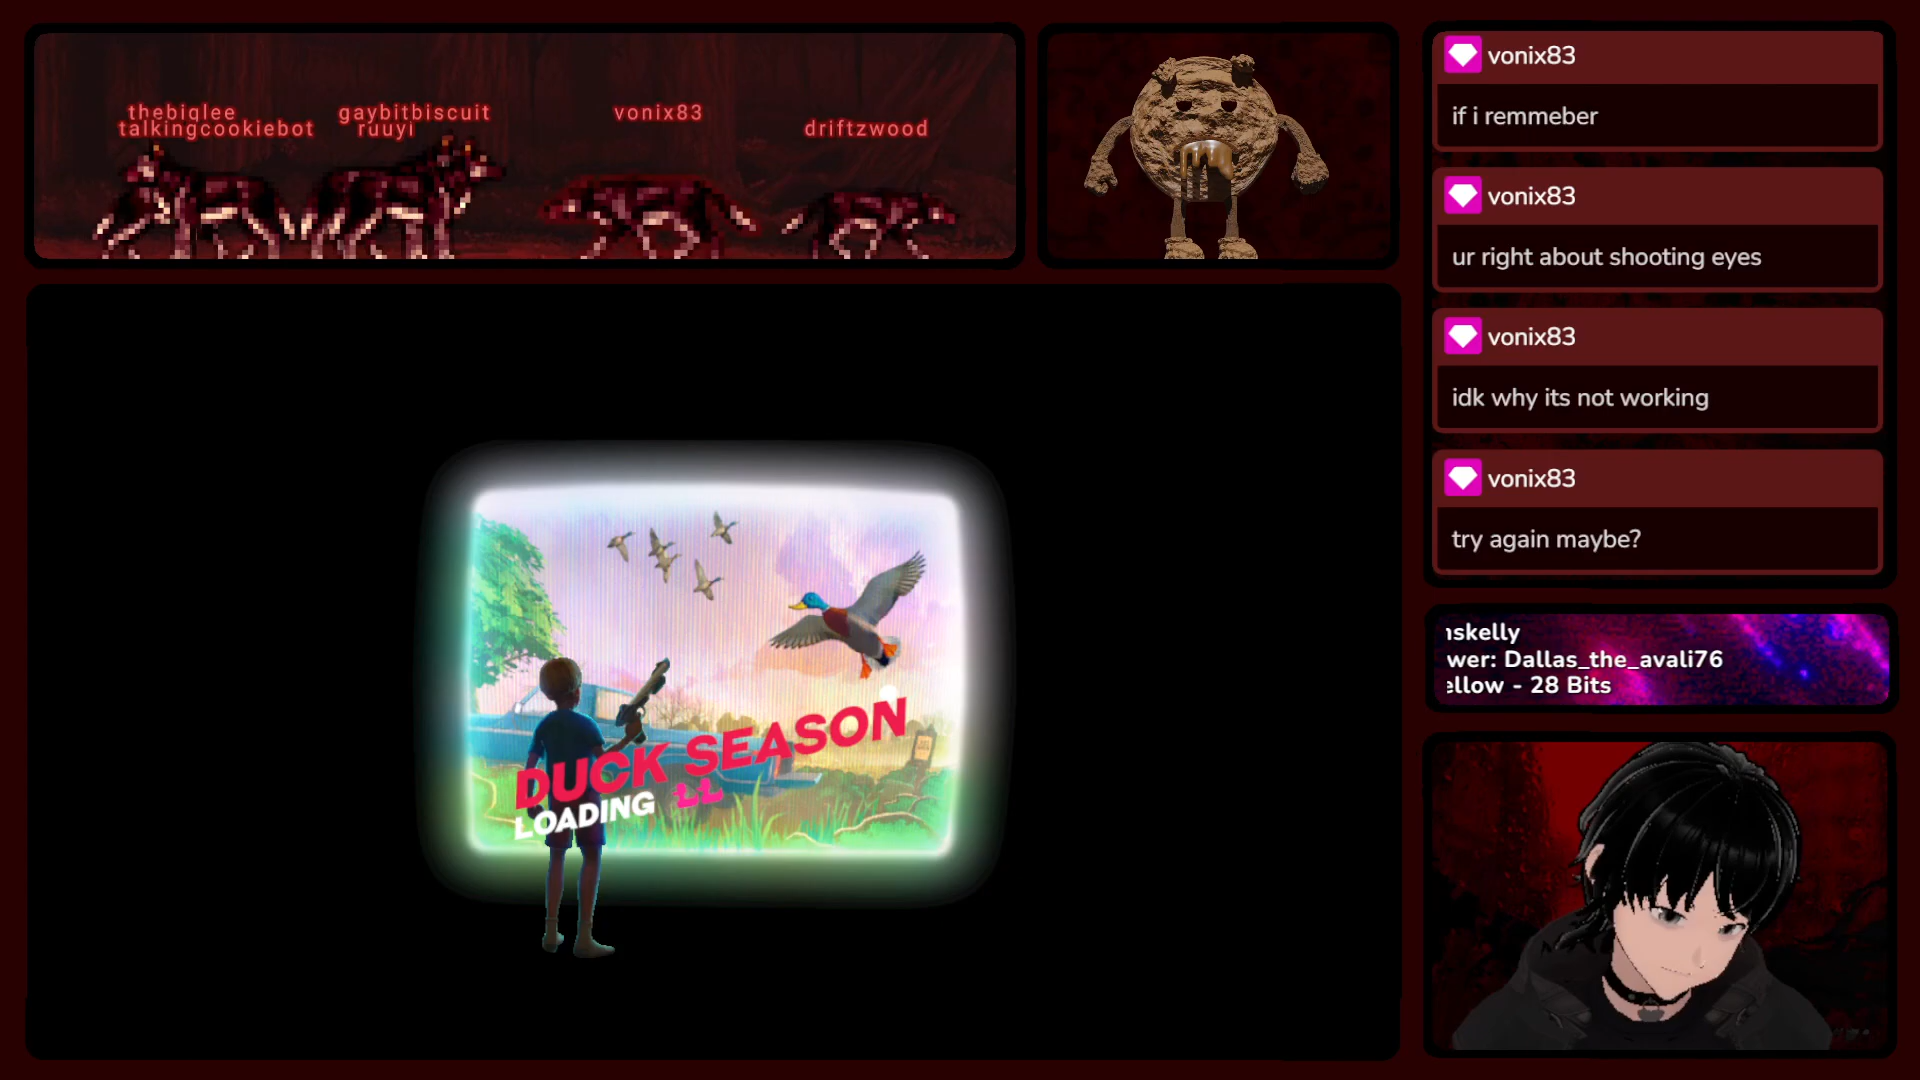 thebiglee
talkingcookiebot
gaybitbiscuit
ruuyi
vonix83
driftzwood
vonix83
if i remmeber
vonix83
ur right about shooting eyes
vonix83
idk why its not working
vonix83
try again maybe?
DUCK SEASON
LOADING
skelly
wer: Dallas_the_avali76
ellow - 28 Bits